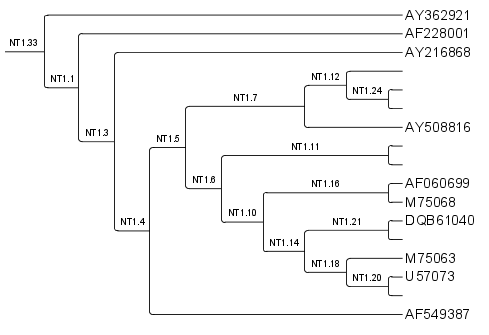 AY362921
AF228001
NT1.33
AY216868
NT1.12
NT1.1
NT1.24
NT1.7
AY508816
NT1.3
NT1.5
NT1.11
NT1.16
AF060699
NT1.6
M75068
NT1.10
NT1.21
DQB61040
NT1.4
NT1.14
M75063
NT1.18
NT1.20
U57073
AF549387